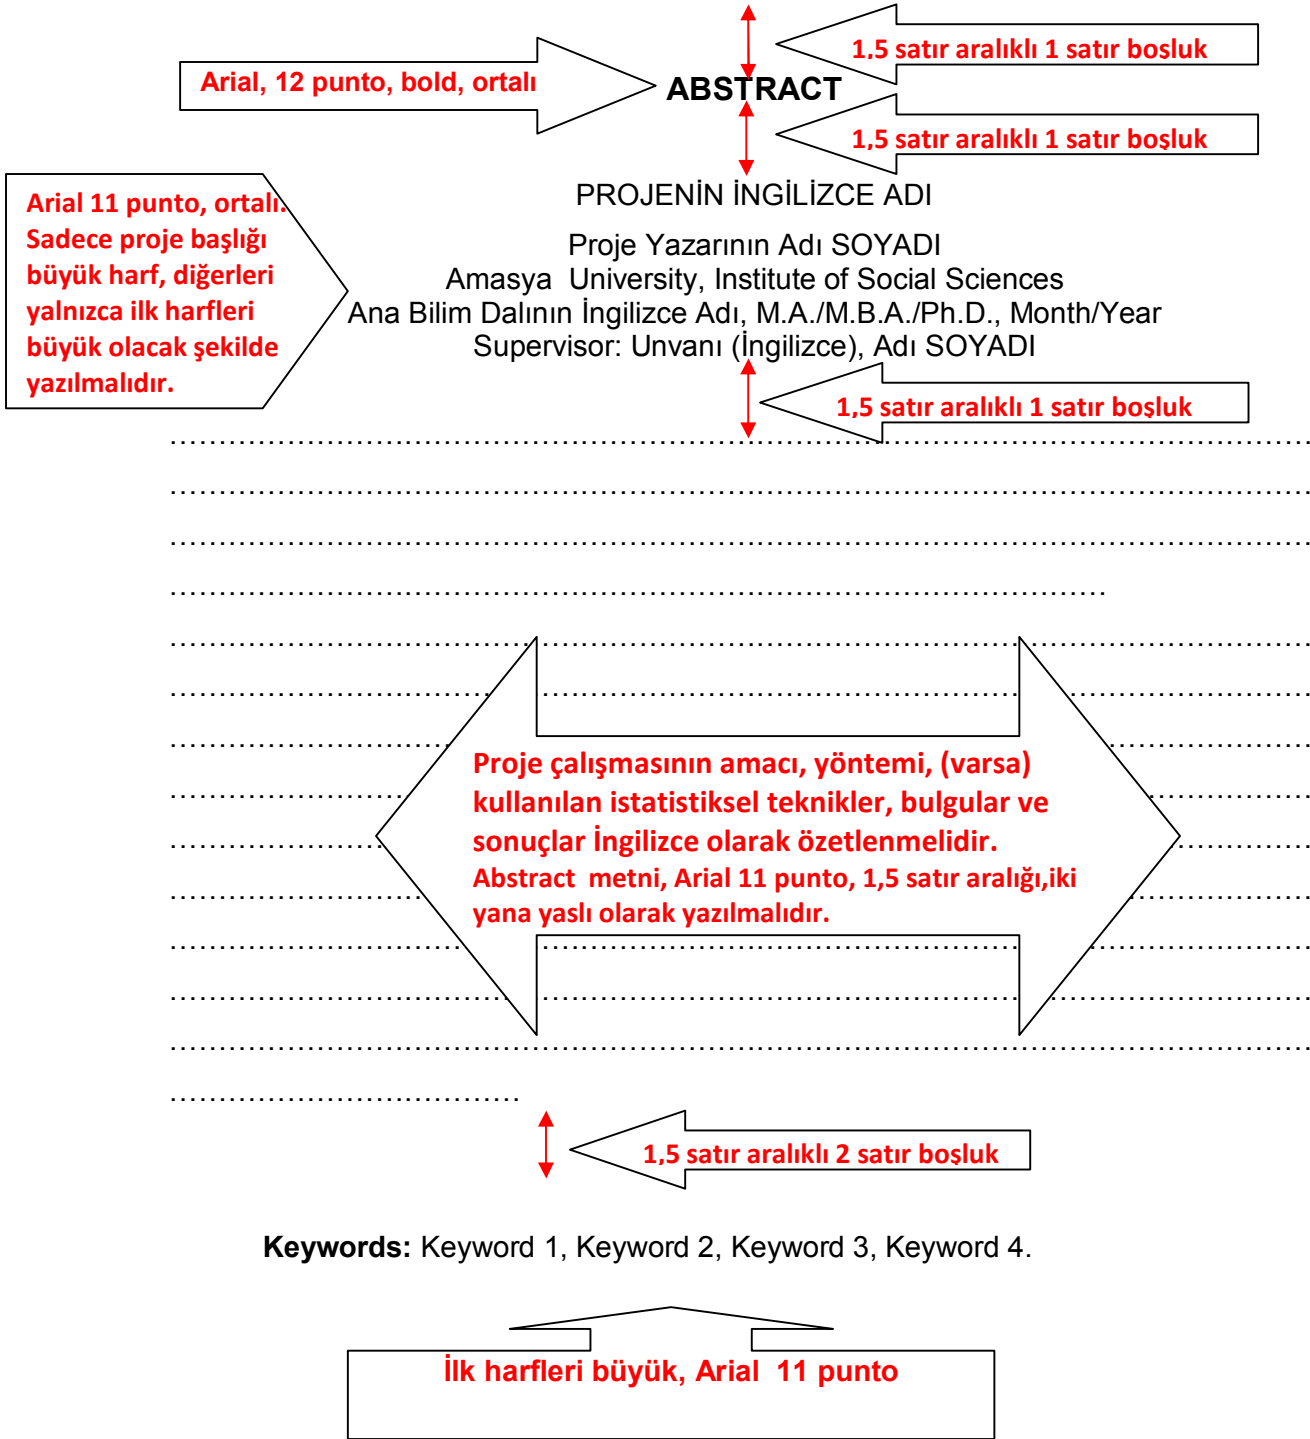 1,5 satır aralıklı 1 satır boşluk
Arial, 12 punto, bold, ortalı
ABSTRACT
1,5 satır aralıklı 1 satır boşluk
PROJENİN İNGİLİZCE ADI
Arial 11 punto, ortalı.
Sadece proje başlığı
büyük harf, diğerleri
yalnızca ilk harfleri
büyük olacak şekilde
yazılmalıdır.
Proje Yazarının Adı SOYADI
Amasya  University, Institute of Social Sciences
Ana Bilim Dalının İngilizce Adı, M.A./M.B.A./Ph.D., Month/Year
Supervisor: Unvanı (İngilizce), Adı SOYADI
1,5 satır aralıklı 1 satır boşluk
Proje çalışmasının amacı, yöntemi, (varsa)
kullanılan istatistiksel teknikler, bulgular ve
sonuçlar İngilizce olarak özetlenmelidir.
Abstract  metni, Arial 11 punto, 1,5 satır aralığı,iki
yana yaslı olarak yazılmalıdır.
1,5 satır aralıklı 2 satır boşluk
Keywords: Keyword 1, Keyword 2, Keyword 3, Keyword 4.
İlk harfleri büyük, Arial  11 punto